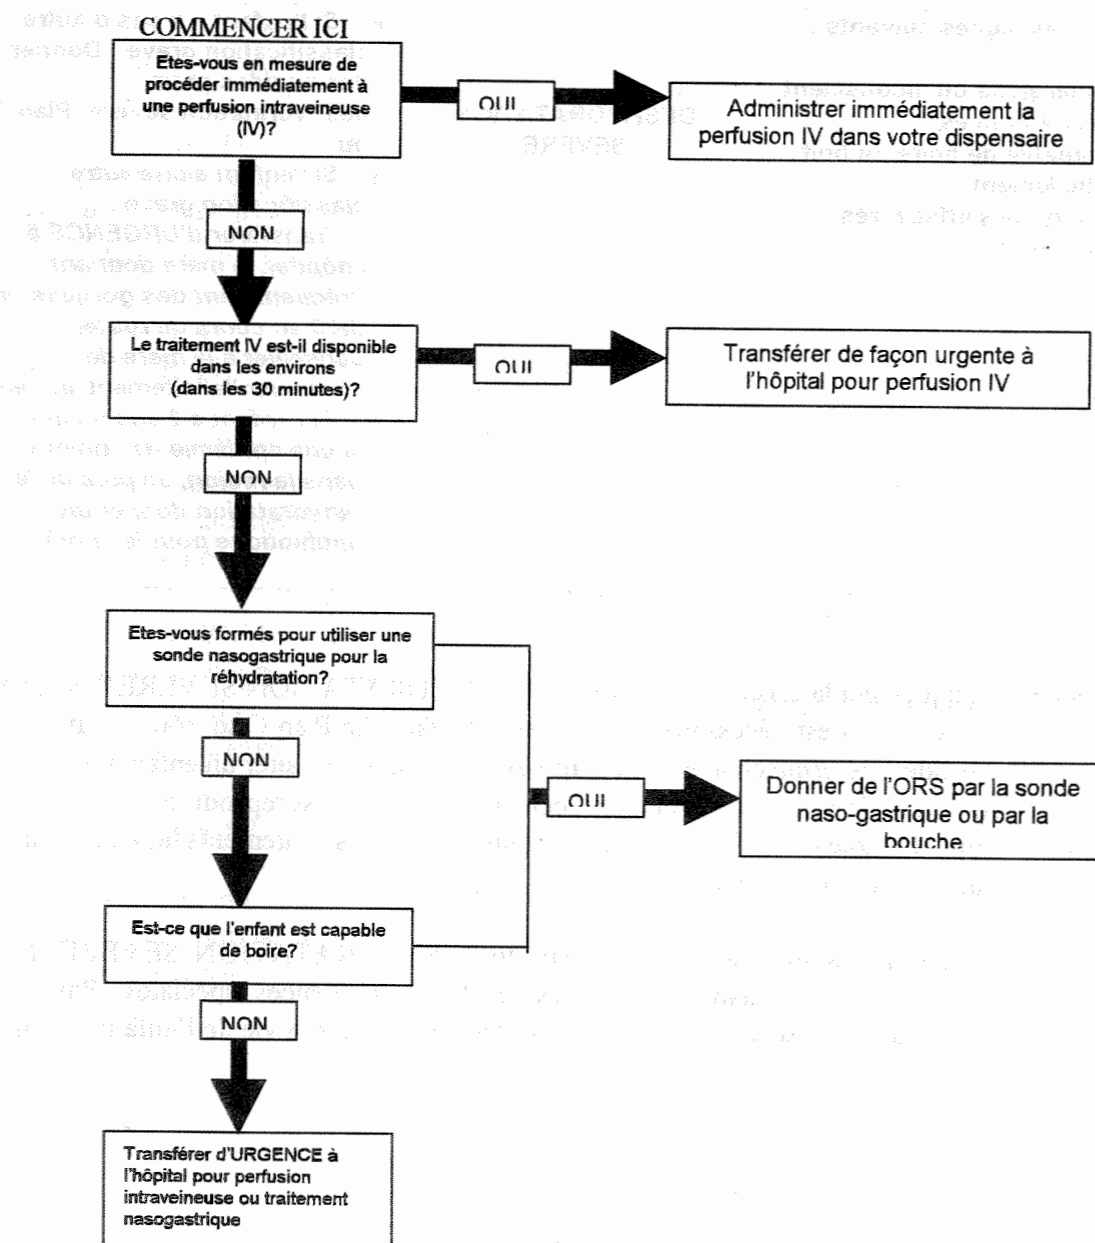 COMMENCER ICI
Etes-vous en mesure de
procéder immédiatement à
une perfusion intraveineuse
(IV)?
OUI
Administrer immédiatement la
perfusion IV dans votre dispensaire
NON
Le traitement IV est-il disponible
dans les environs
(dans les 30 minutes)?
OUI
Transférer de façon urgente à
l'hôpital pour perfusion IV
NON
Etes-vous formés pour utiliser une
sonde nasogastrique pour la
réhydratation?
NON
OUI
Donner de l'ORS par la sonde
naso-gastrique ou par la
bouche
Est-ce que l'enfant est capable
de boire?
NON
Transférer d'URGENCE à
l'hôpital pour perfusion
intraveineuse ou traitement
nasogastrique